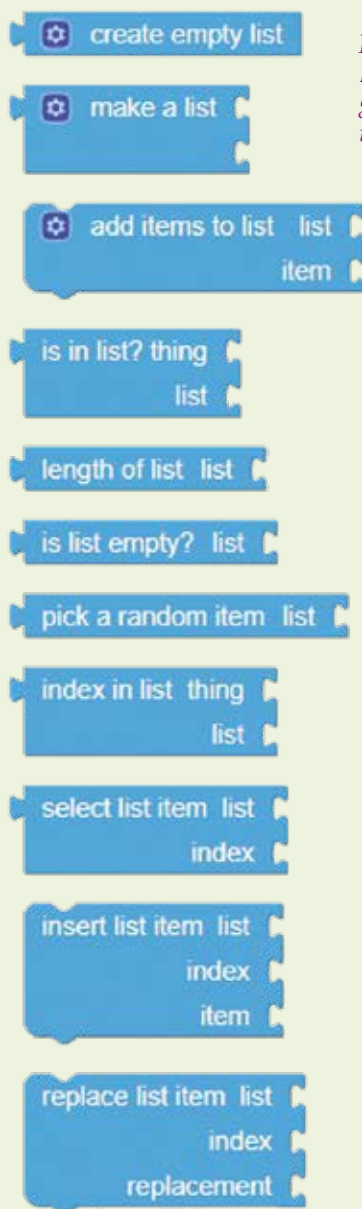 create empty list
make a list
add items to list list
item
is in list? thing
list
length of list list
is list empty? list
pick a random item list
index in list thing
list
select list item list
index
insert list item list
index
item
replace list item list
index
replacement